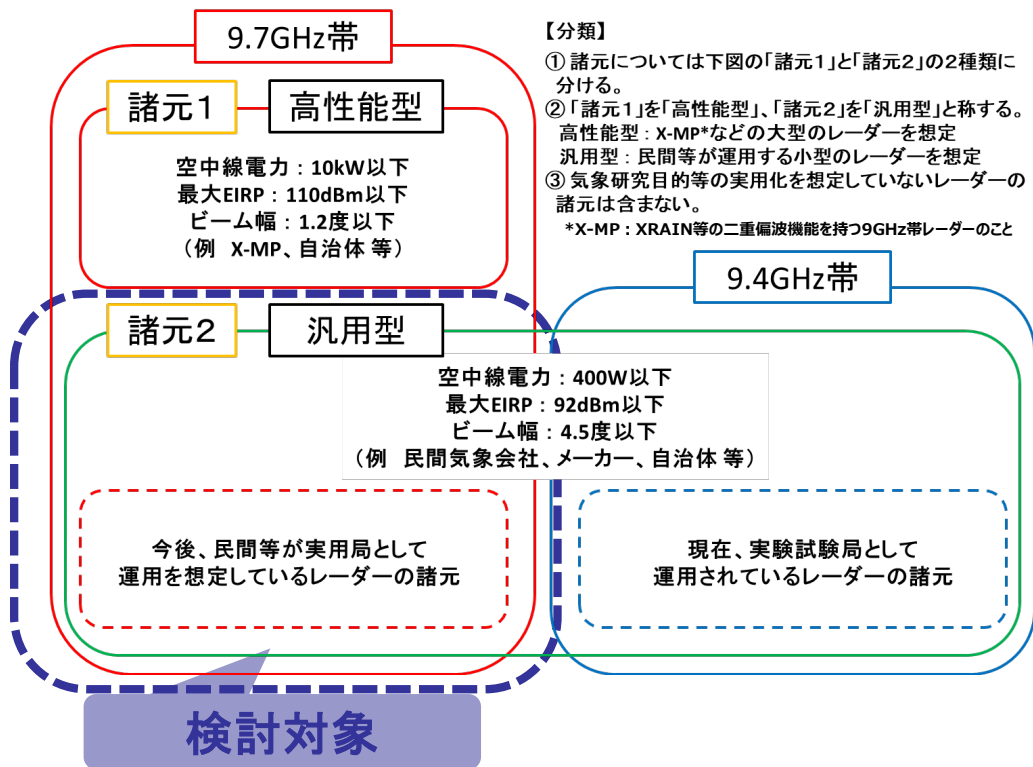 9.7GHz帯
諸元1
高性能型
空中線電力：10kW以下
最大EIRP：110dBm以下
ビーム幅：1.2度以下
（例　X-MP、自治体 等）
【分類】
① 諸元については下図の「諸元1」と「諸元2」の2種類に
分ける。
② 「諸元1」を「高性能型」、「諸元2」を「汎用型」と称する。
高性能型：X-MP*などの大型のレーダーを想定
汎用型：民間等が運用する小型のレーダーを想定
③ 気象研究目的等の実用化を想定していないレーダーの
諸元は含まない。
*X-MP：XRAIN等の二重偏波機能を持つ9GHz帯レーダーのこと
9.4GHz帯
諸元2
汎用型
空中線電力：400W以下
最大EIRP：92dBm以下
ビーム幅：4.5度以下
（例　民間気象会社、メーカー、自治体 等）
今後、民間等が実用局として
運用を想定しているレーダーの諸元
現在、実験試験局として
運用されているレーダーの諸元
検討対象